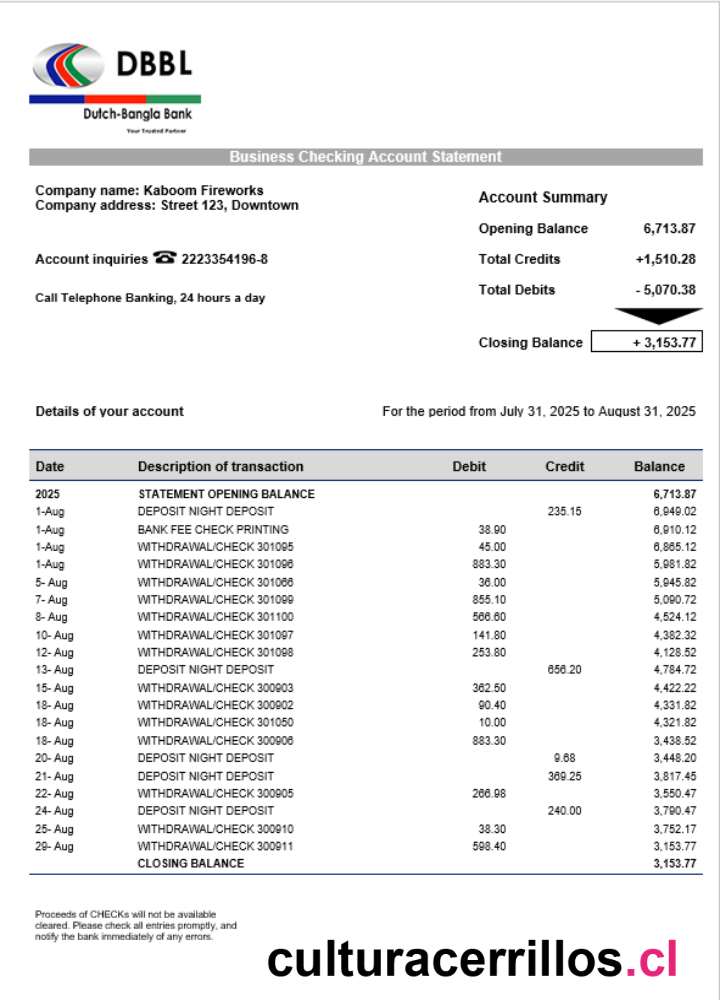 DBBL
Dutch-Bangla Bank
Your Trusted Partner
Business Checking Account Statement
Company name: Kaboom Fireworks
Company address: Street 123, Downtown
Account inquiries ☎ 2223354196-8
Call Telephone Banking, 24 hours a day
Account Summary
Opening Balance 6,713.87
Total Credits +1,510.28
Total Debits - 5,070.38
Closing Balance + 3,153.77
Details of your account For the period from July 31, 2025 to August 31, 2025
Date Description of transaction Debit Credit Balance
2025 STATEMENT OPENING BALANCE 6,713.87
1-Aug DEPOSIT NIGHT DEPOSIT 235.15 6,949.02
1-Aug BANK FEE CHECK PRINTING 38.90 6,910.12
1-Aug WITHDRAWAL/CHECK 301095 45.00 6,865.12
1-Aug WITHDRAWAL/CHECK 301096 883.30 5,981.82
5- Aug WITHDRAWAL/CHECK 301066 36.00 5,945.82
7- Aug WITHDRAWAL/CHECK 301099 855.10 5,090.72
8- Aug WITHDRAWAL/CHECK 301100 566.60 4,524.12
10- Aug WITHDRAWAL/CHECK 301097 141.80 4,382.32
12- Aug WITHDRAWAL/CHECK 301098 253.80 4,128.52
13- Aug DEPOSIT NIGHT DEPOSIT 656.20 4,784.72
15- Aug WITHDRAWAL/CHECK 300903 362.50 4,422.22
18- Aug WITHDRAWAL/CHECK 300902 90.40 4,331.82
18- Aug WITHDRAWAL/CHECK 301050 10.00 4,321.82
18- Aug WITHDRAWAL/CHECK 300906 883.30 3,438.52
20- Aug DEPOSIT NIGHT DEPOSIT 9.68 3,448.20
21- Aug DEPOSIT NIGHT DEPOSIT 369.25 3,817.45
22- Aug WITHDRAWAL/CHECK 300905 266.98 3,550.47
24- Aug DEPOSIT NIGHT DEPOSIT 240.00 3,790.47
25- Aug WITHDRAWAL/CHECK 300910 38.30 3,752.17
29- Aug WITHDRAWAL/CHECK 300911 598.40 3,153.77
CLOSING BALANCE 3,153.77
Proceeds of CHECKs will not be available
cleared. Please check all entries promptly, and
notify the bank immediately of any errors.
culturacerrillos.cl